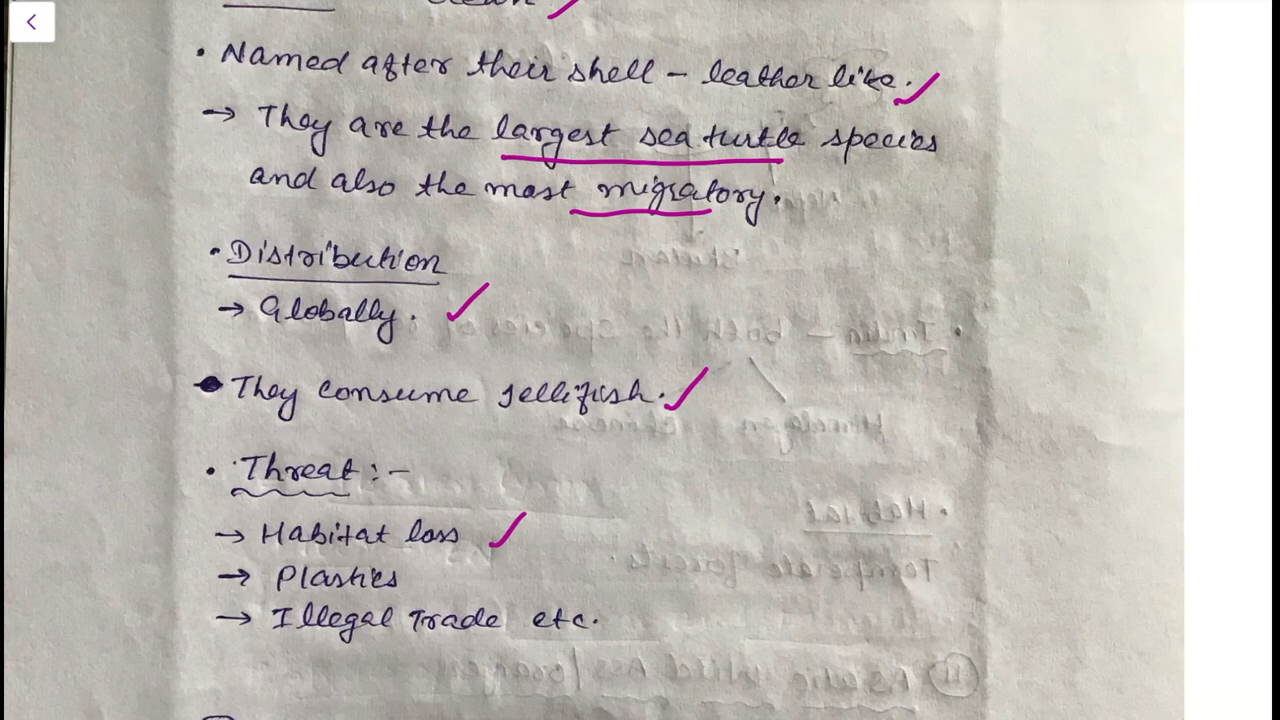 • Named after their shell – leather like.
→ They are the largest sea turtle species
and also the most migratory.
• Distribution
→ Globally.
• They consume Jellifish.
• Threat :-
→ Habitat loss
→ Plastics
→ Illegal Trade etc.